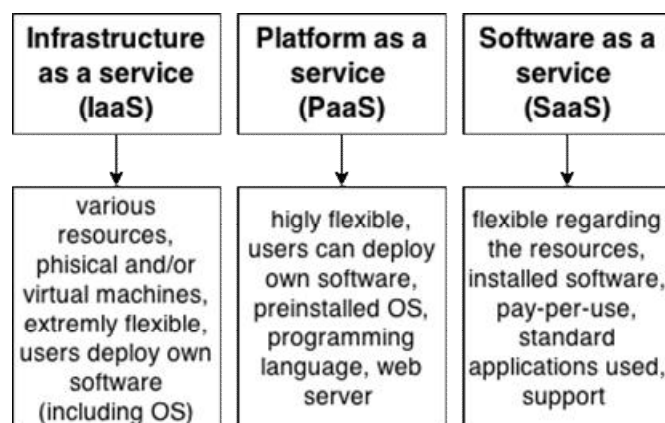 Infrastructure
as a service
(IaaS)
Platform as a
service
(PaaS)
Software as a
service
(SaaS)
various
resources,
phisical and/or
virtual machines,
extremly flexible,
users deploy own
software
(including OS)
higly flexible,
users can deploy
own software,
preinstalled OS,
programming
language, web
server
flexible regarding
the resources,
installed software,
pay-per-use,
standard
applications used,
support